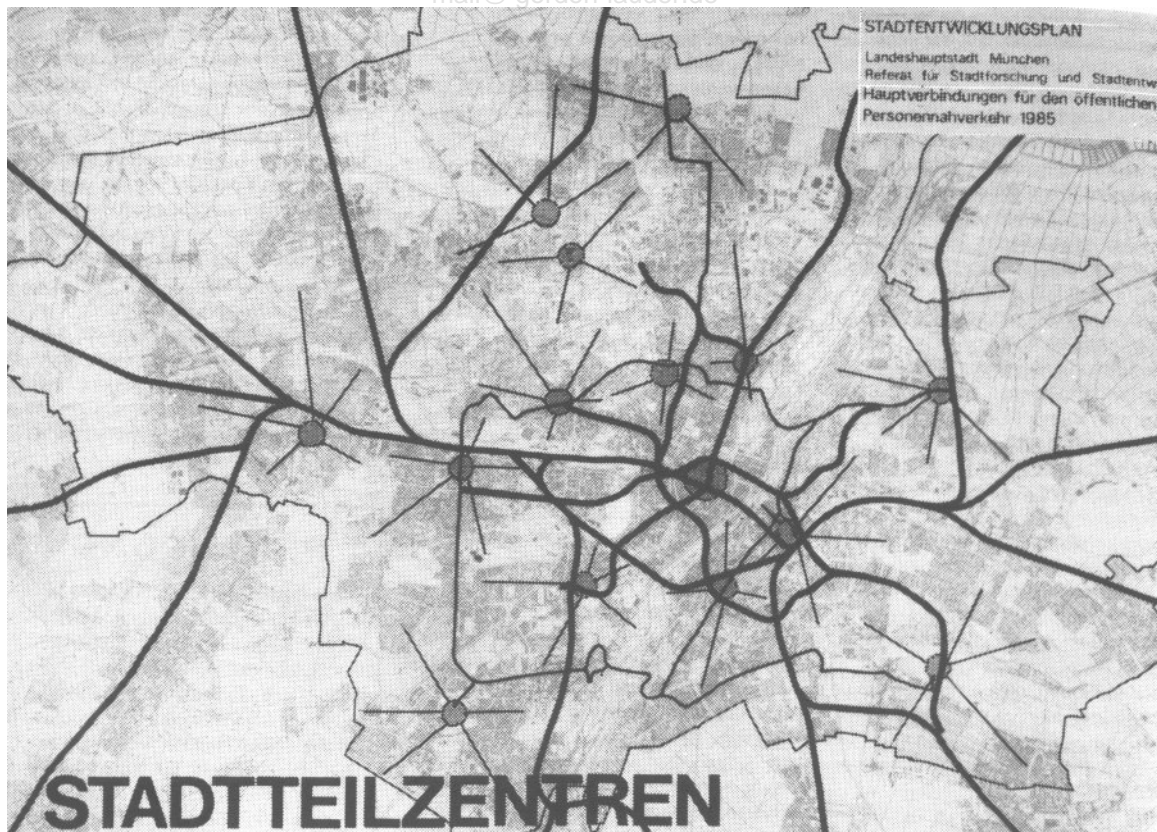 STADTENTWICKLUNGSPLAN
Landeshauptstadt München
Referat für Stadtforschung und Stadtentw
Hauptverbindungen für den öffentlichen
Personennahverkehr 1985
STADTTEILZENTREN